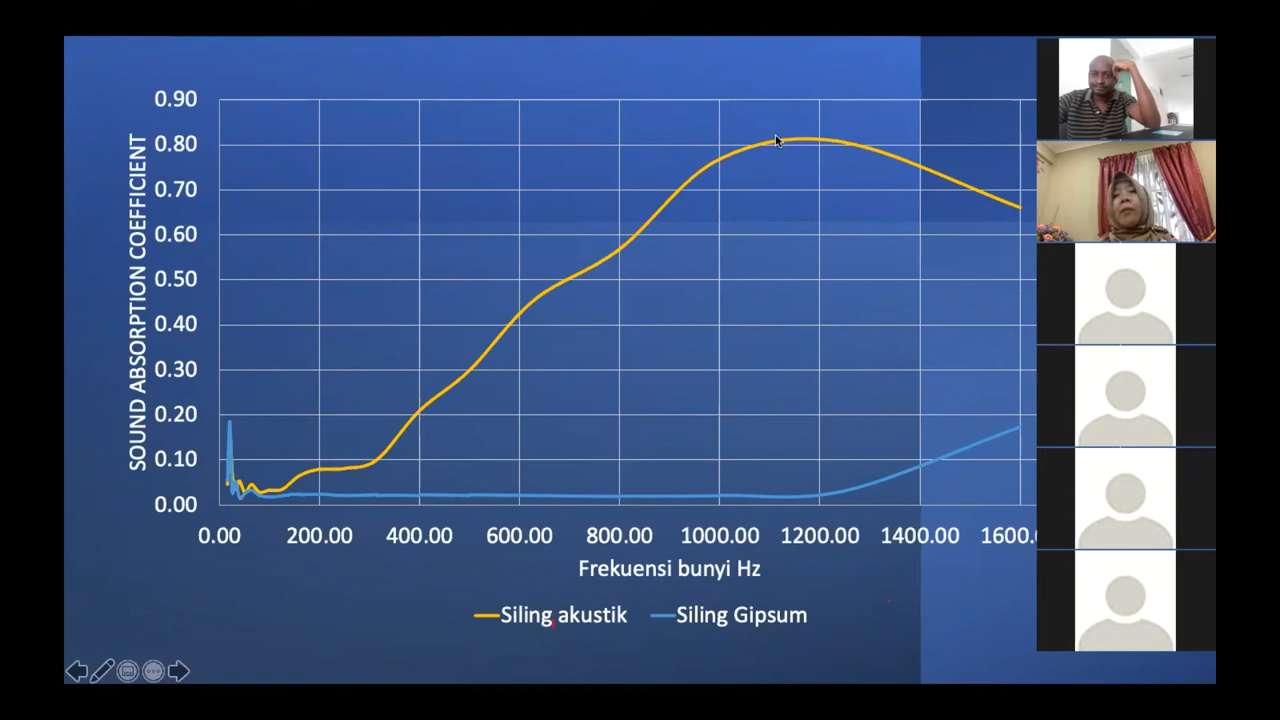 SOUND ABSORPTION COEFFICIENT
0.90
0.80
0.70
0.60
0.50
0.40
0.30
0.20
0.10
0.00
0.00 200.00 400.00 600.00 800.00 1000.00 1200.00 1400.00 1600.0
Frekuensi bunyi Hz
Siling akustik Siling Gipsum